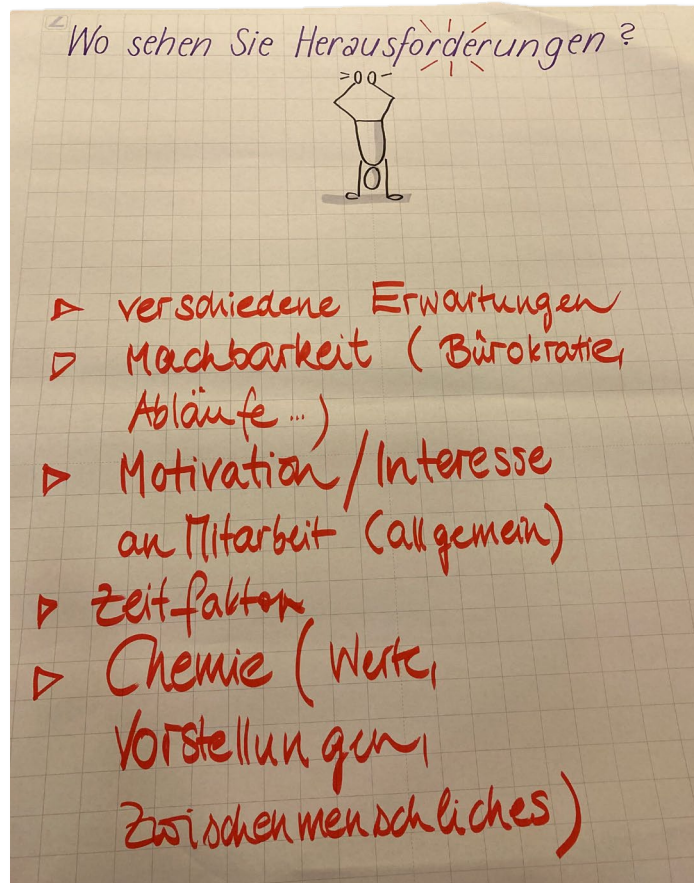 Wo sehen Sie Herausforderungen?
verschiedene Erwartungen
Machbarkeit (Bürokratie,
Abläufe...)
Motivation/Interesse
an Mitarbeit (allgemein)
Zeitfaktor
Chemie (Werte,
Vorstellungen,
Zwischenmenschliches)